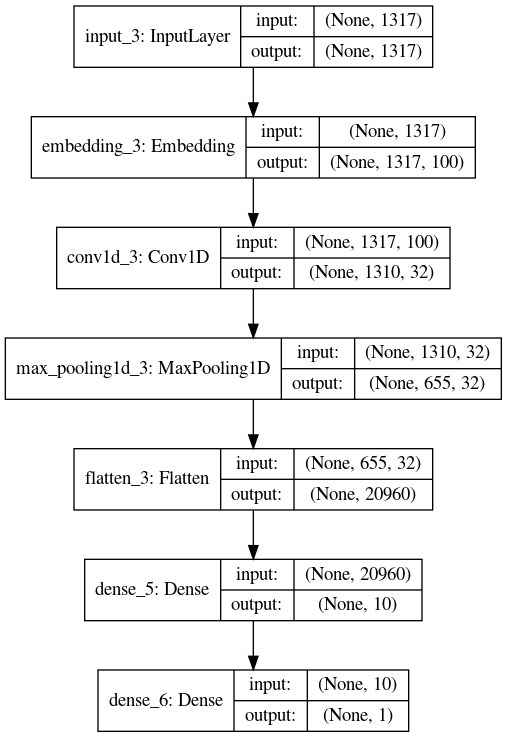 input_3: InputLayer
input: (None, 1317)
output: (None, 1317)
embedding_3: Embedding
input: (None, 1317)
output: (None, 1317, 100)
conv1d_3: Conv1D
input: (None, 1317, 100)
output: (None, 1310, 32)
max_pooling1d_3: MaxPooling1D
input: (None, 1310, 32)
output: (None, 655, 32)
flatten_3: Flatten
input: (None, 655, 32)
output: (None, 20960)
dense_5: Dense
input: (None, 20960)
output: (None, 10)
dense_6: Dense
input: (None, 10)
output: (None, 1)